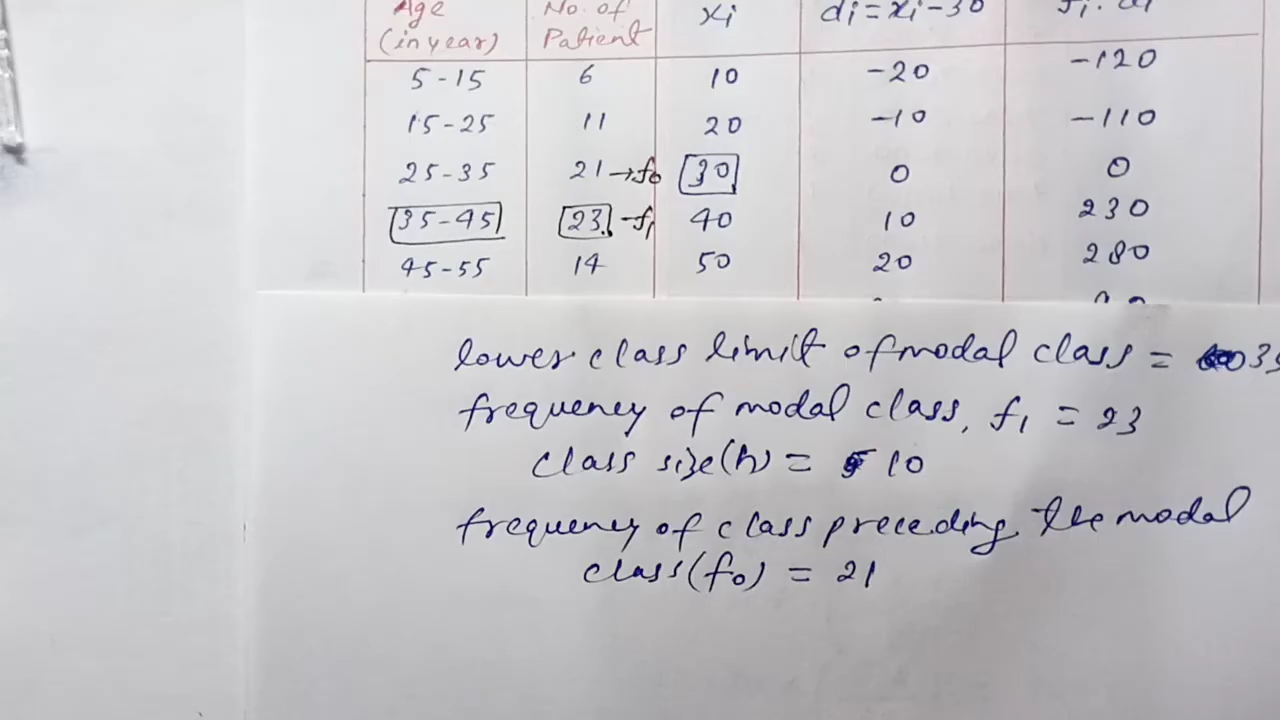 Age No. of xi di=xi-30
(in year) Patient
5-15 6 10 -20 -120
15-25 11 20 -10 -110
25-35 21→f0 30 0 0
35-45 23-f1 40 10 230
45-55 14 50 20 280
lower class limit of modal class = 35
frequency of modal class, f1 = 23
class size(h) = 10
frequency of class preceding the modal
class(f0) = 21